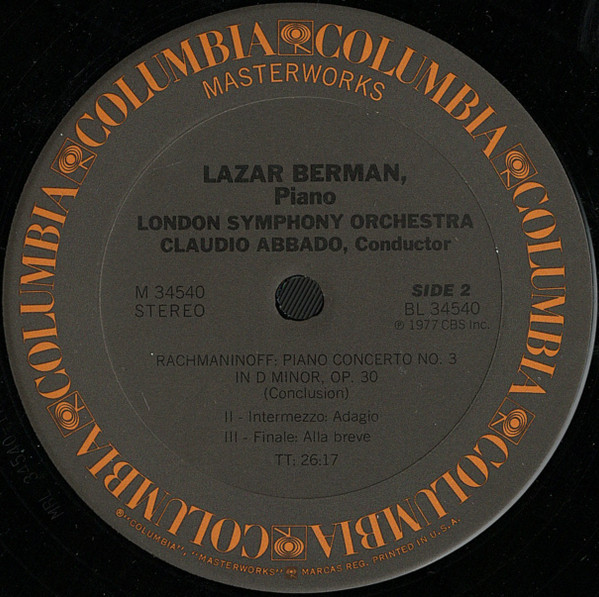 COLUMBIA COLUMBIA COLUMBIA COLUMBIA COLUMBIA COLUMBIA COLUMBIA COLUMBIA
MASTERWORKS
LAZAR BERMAN,
Piano
LONDON SYMPHONY ORCHESTRA
CLAUDIO ABBADO, Conductor
M 34540
STEREO
SIDE 2
BL 34540
℗ 1977 CBS Inc.
RACHMANINOFF: PIANO CONCERTO NO. 3
IN D MINOR, OP. 30
(Conclusion)
II - Intermezzo: Adagio
III - Finale: Alla breve
TT: 26:17
®"COLUMBIA", "MASTERWORKS" MARCAS REG. PRINTED IN U.S.A.